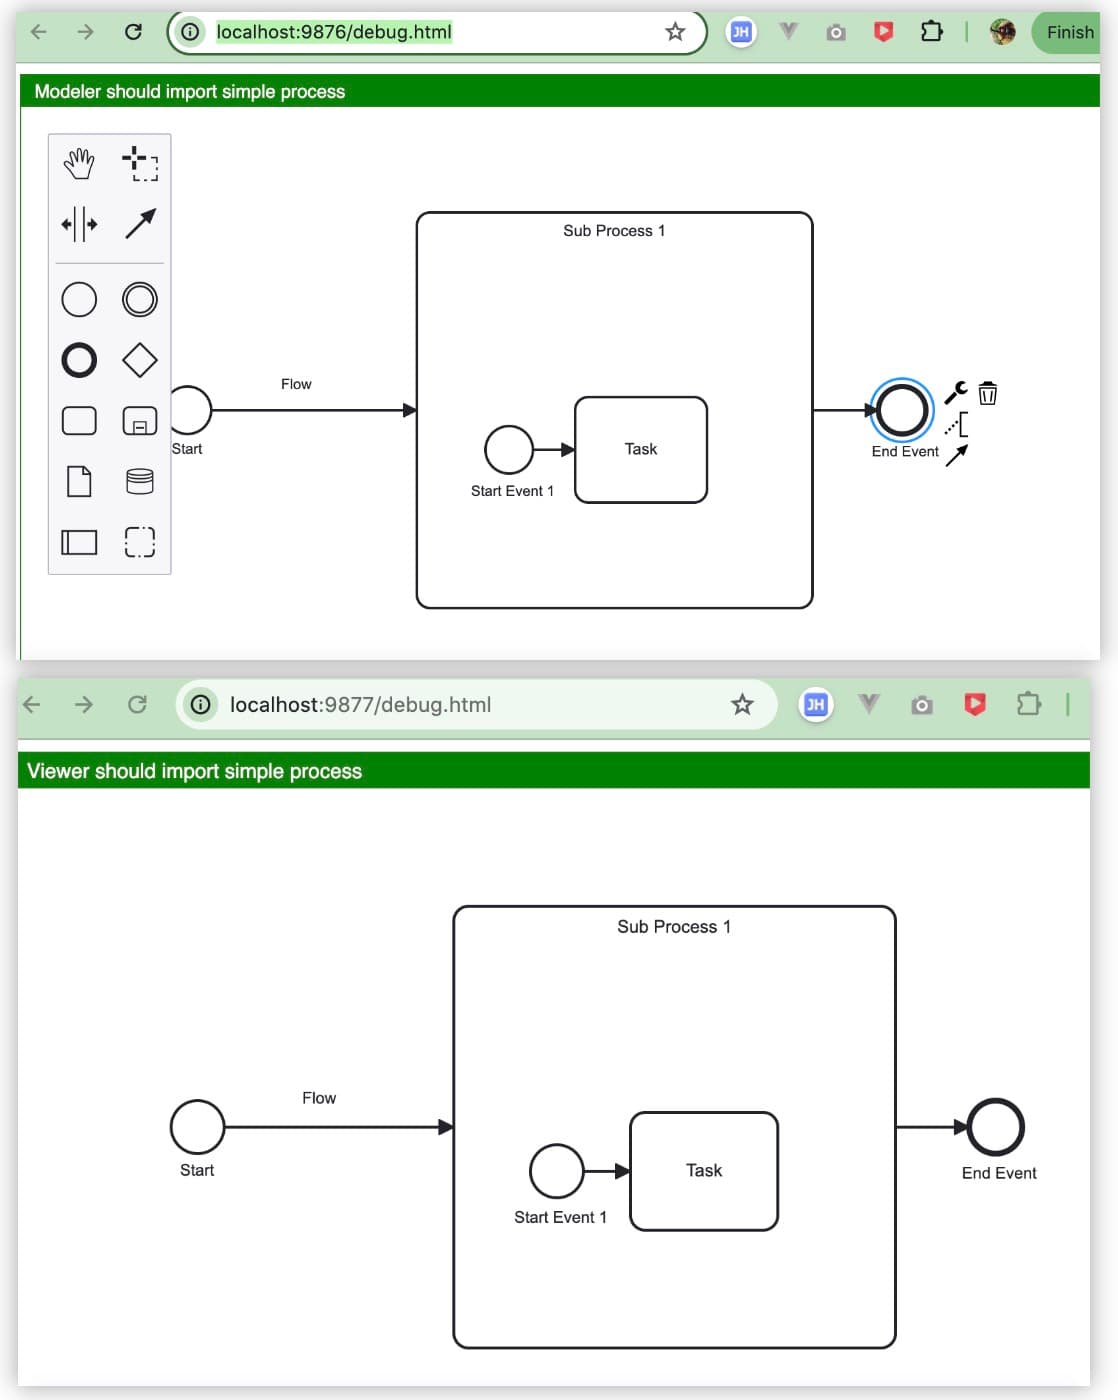 localhost:9876/debug.html
JH
Finish
Modeler should import simple process
Sub Process 1
Flow
Start
Task
Start Event 1
End Event
localhost:9877/debug.html
JH
Viewer should import simple process
Sub Process 1
Flow
Start
Task
Start Event 1
End Event